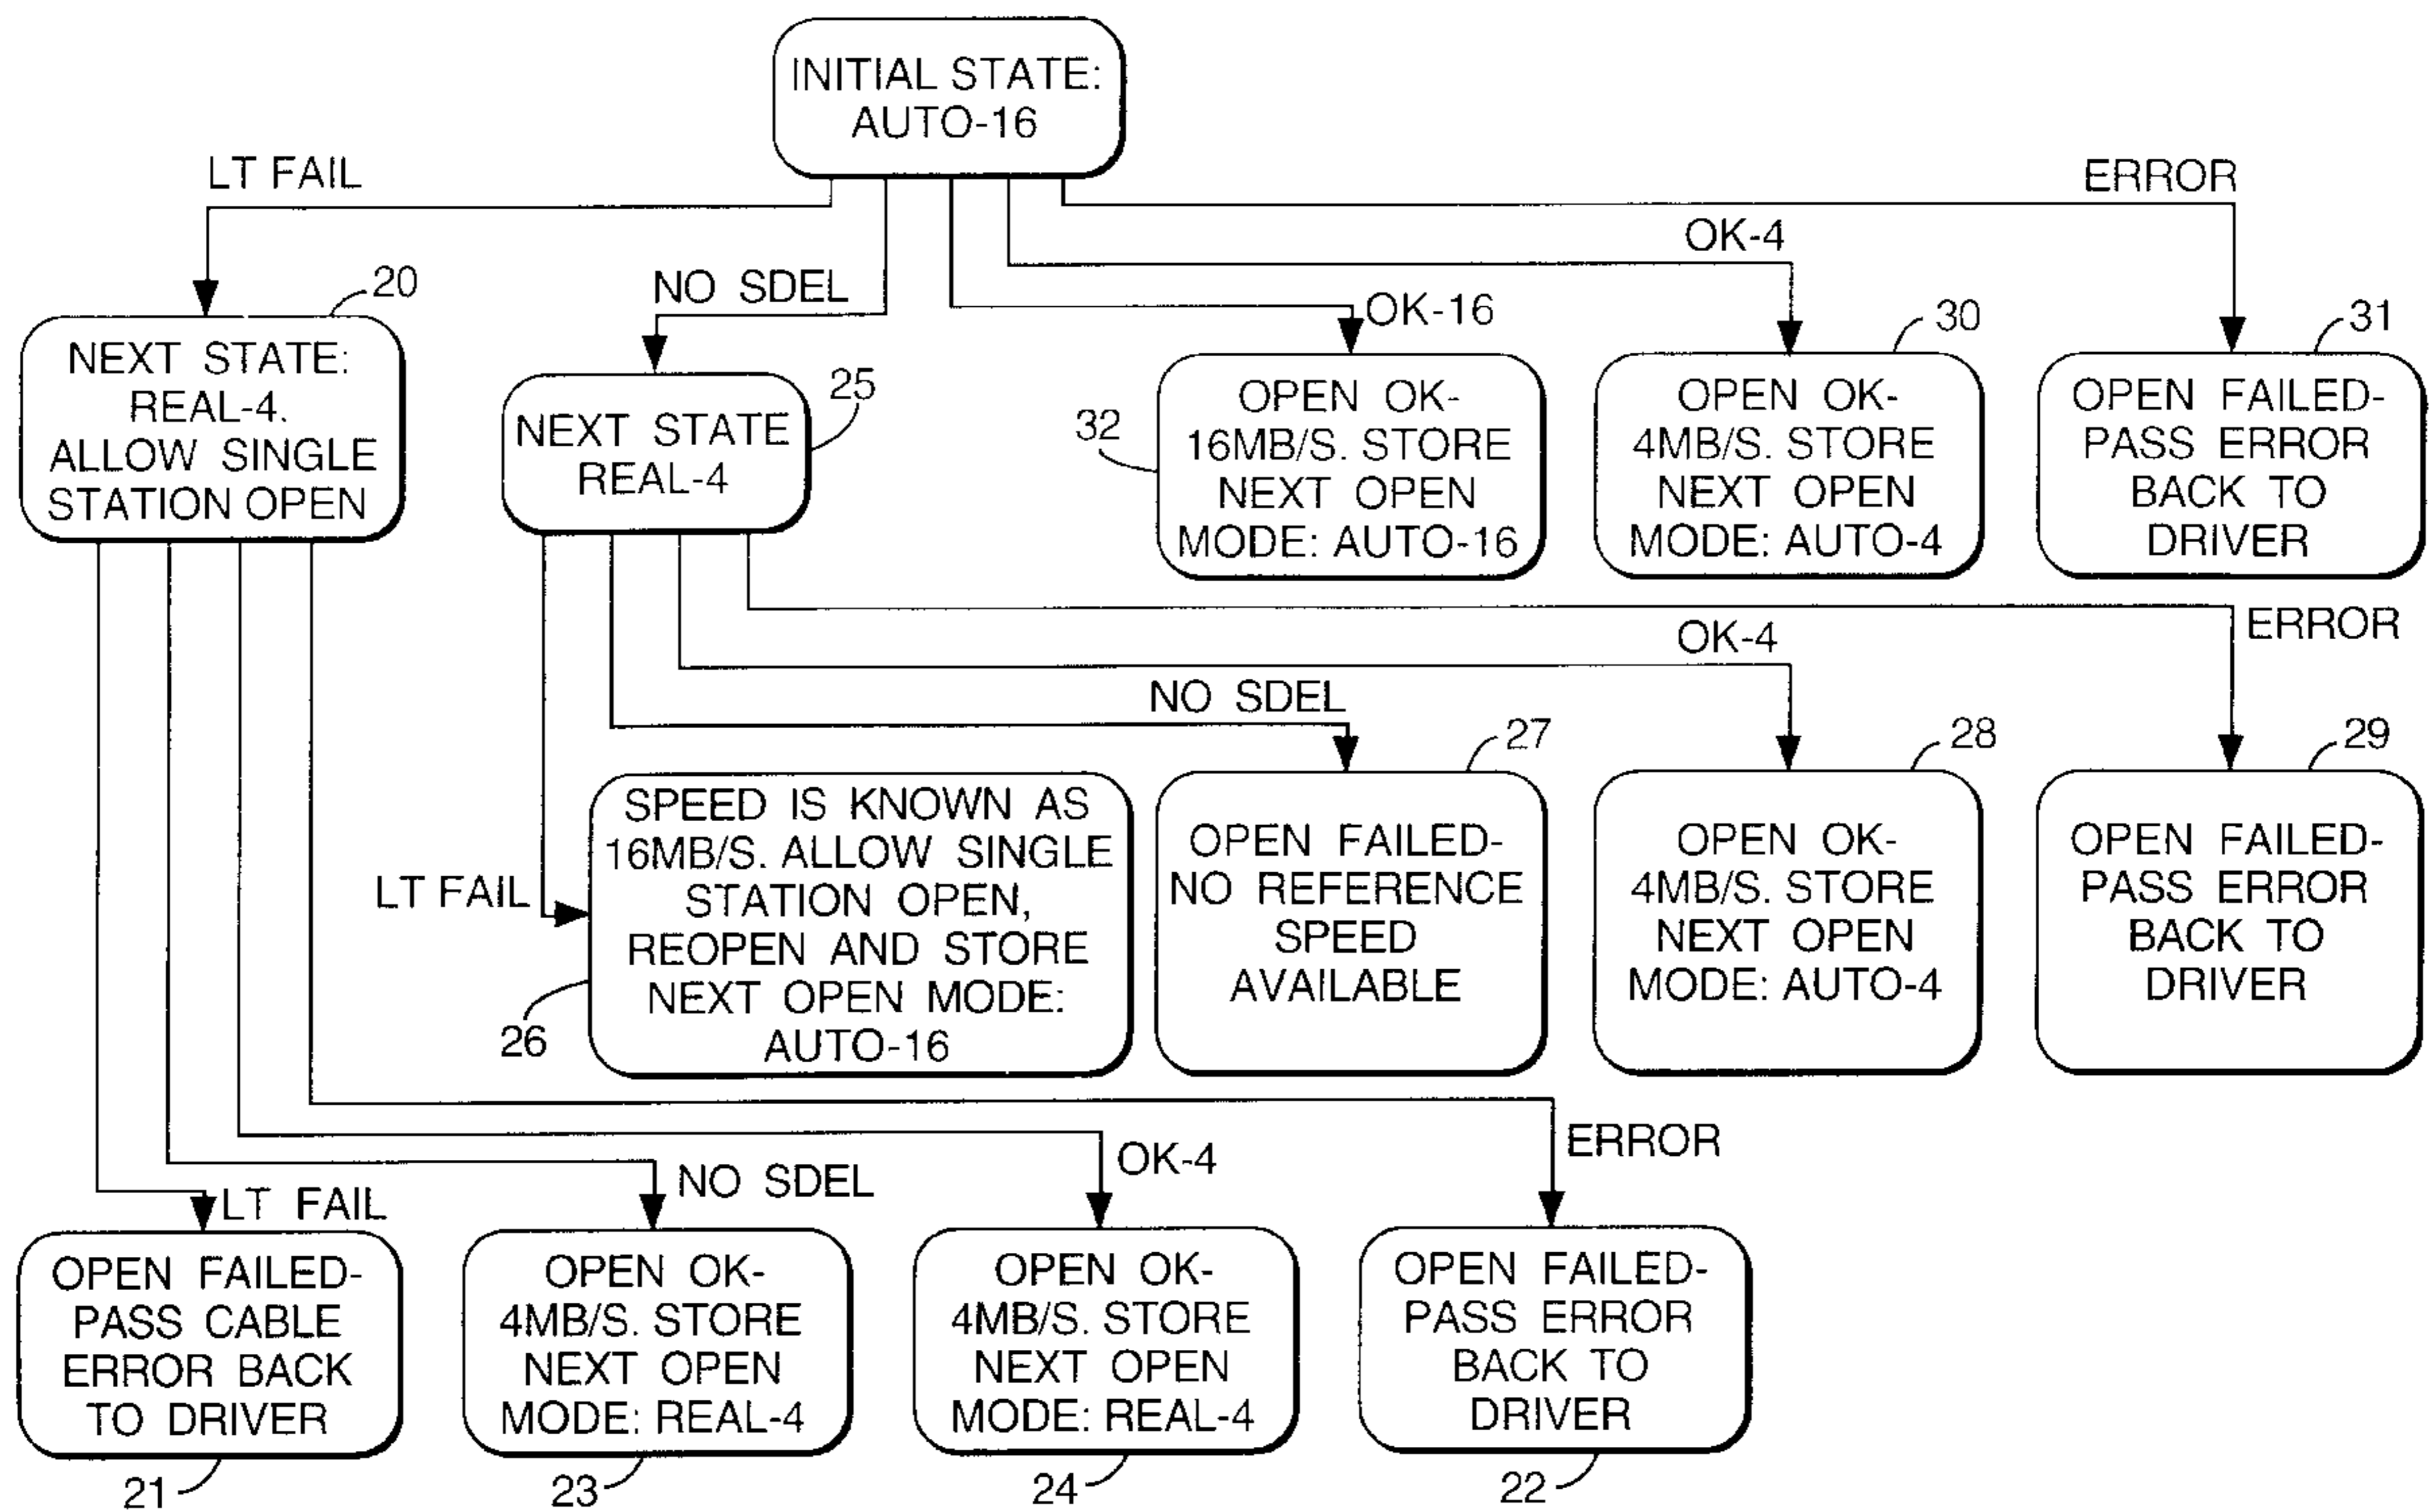 INITIAL STATE:
AUTO-16
LT FAIL
ERROR
OK-4
NO SDEL
OK-16
20
NEXT STATE:
REAL-4.
ALLOW SINGLE
STATION OPEN
25
NEXT STATE
REAL-4
32
OPEN OK-
16MB/S. STORE
NEXT OPEN
MODE: AUTO-16
30
OPEN OK-
4MB/S. STORE
NEXT OPEN
MODE: AUTO-4
31
OPEN FAILED-
PASS ERROR
BACK TO
DRIVER
ERROR
OK-4
NO SDEL
LT FAIL
26
SPEED IS KNOWN AS
16MB/S. ALLOW SINGLE
STATION OPEN,
REOPEN AND STORE
NEXT OPEN MODE:
AUTO-16
27
OPEN FAILED-
NO REFERENCE
SPEED
AVAILABLE
28
OPEN OK-
4MB/S. STORE
NEXT OPEN
MODE: AUTO-4
29
OPEN FAILED-
PASS ERROR
BACK TO
DRIVER
ERROR
OK-4
NO SDEL
LT FAIL
OPEN FAILED-
PASS CABLE
ERROR BACK
TO DRIVER
21
OPEN OK-
4MB/S. STORE
NEXT OPEN
MODE: REAL-4
23
OPEN OK-
4MB/S. STORE
NEXT OPEN
MODE: REAL-4
24
OPEN FAILED-
PASS ERROR
BACK TO
DRIVER
22